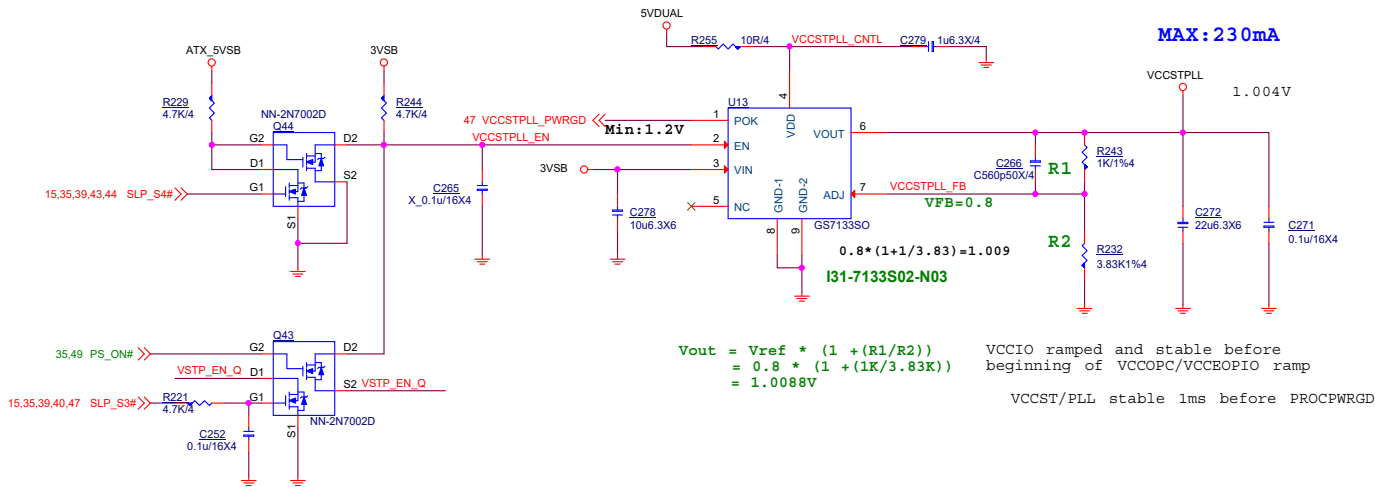 5VDUAL
MAX:230mA
R255
10R/4
VCCSTPLL_CNTL
C279
1u6.3X/4
ATX_5VSB
3VSB
VCCSTPLL
1.004V
R229
4.7K/4
R244
4.7K/4
NN-2N7002D
Q44
G2
D2
D1
S2
G1
S1
15,35,39,43,44 SLP_S4#
47 VCCSTPLL_PWRGD
Min:1.2V
VCCSTPLL_EN
U13
1
POK
4
VDD
VOUT
6
2
EN
3VSB
3
VIN
5
NC
GND-1
GND-2
ADJ
7
8
9
GS7133SO
C265
X_0.1u/16X4
C278
10u6.3X6
VCCSTPLL_FB
VFB=0.8
C266
C560p50X/4
R1
R243
1K/1%4
R2
R232
3.83K1%4
C272
22u6.3X6
C271
0.1u/16X4
0.8*(1+1/3.83)=1.009
I31-7133S02-N03
Q43
35,49 PS_ON#
G2
D2
VSTP_EN_Q
D1
S2
VSTP_EN_Q
15,35,39,40,47 SLP_S3#
R221
4.7K/4
G1
S1
NN-2N7002D
C252
0.1u/16X4
Vout = Vref * (1 +(R1/R2))
= 0.8 * (1 +(1K/3.83K))
= 1.0088V
VCCIO ramped and stable before
beginning of VCCOPC/VCCEOPIO ramp
VCCST/PLL stable 1ms before PROCPWRGD